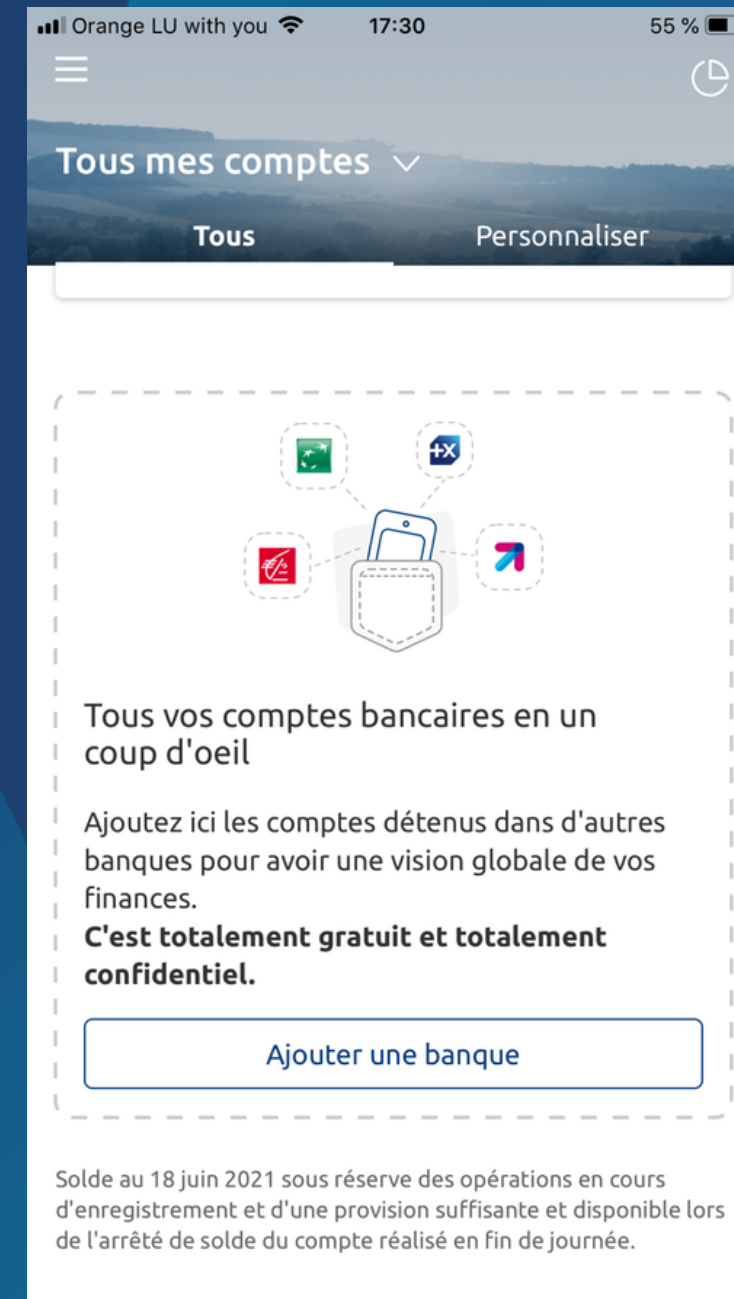 Orange LU with you 17:30 55 %
Tous mes comptes
Tous Personnaliser
+X
Tous vos comptes bancaires en un
coup d'oeil
Ajoutez ici les comptes détenus dans d'autres
banques pour avoir une vision globale de vos
finances.
C'est totalement gratuit et totalement
confidentiel.
Ajouter une banque
Solde au 18 juin 2021 sous réserve des opérations en cours
d'enregistrement et d'une provision suffisante et disponible lors
de l'arrêté de solde du compte réalisé en fin de journée.